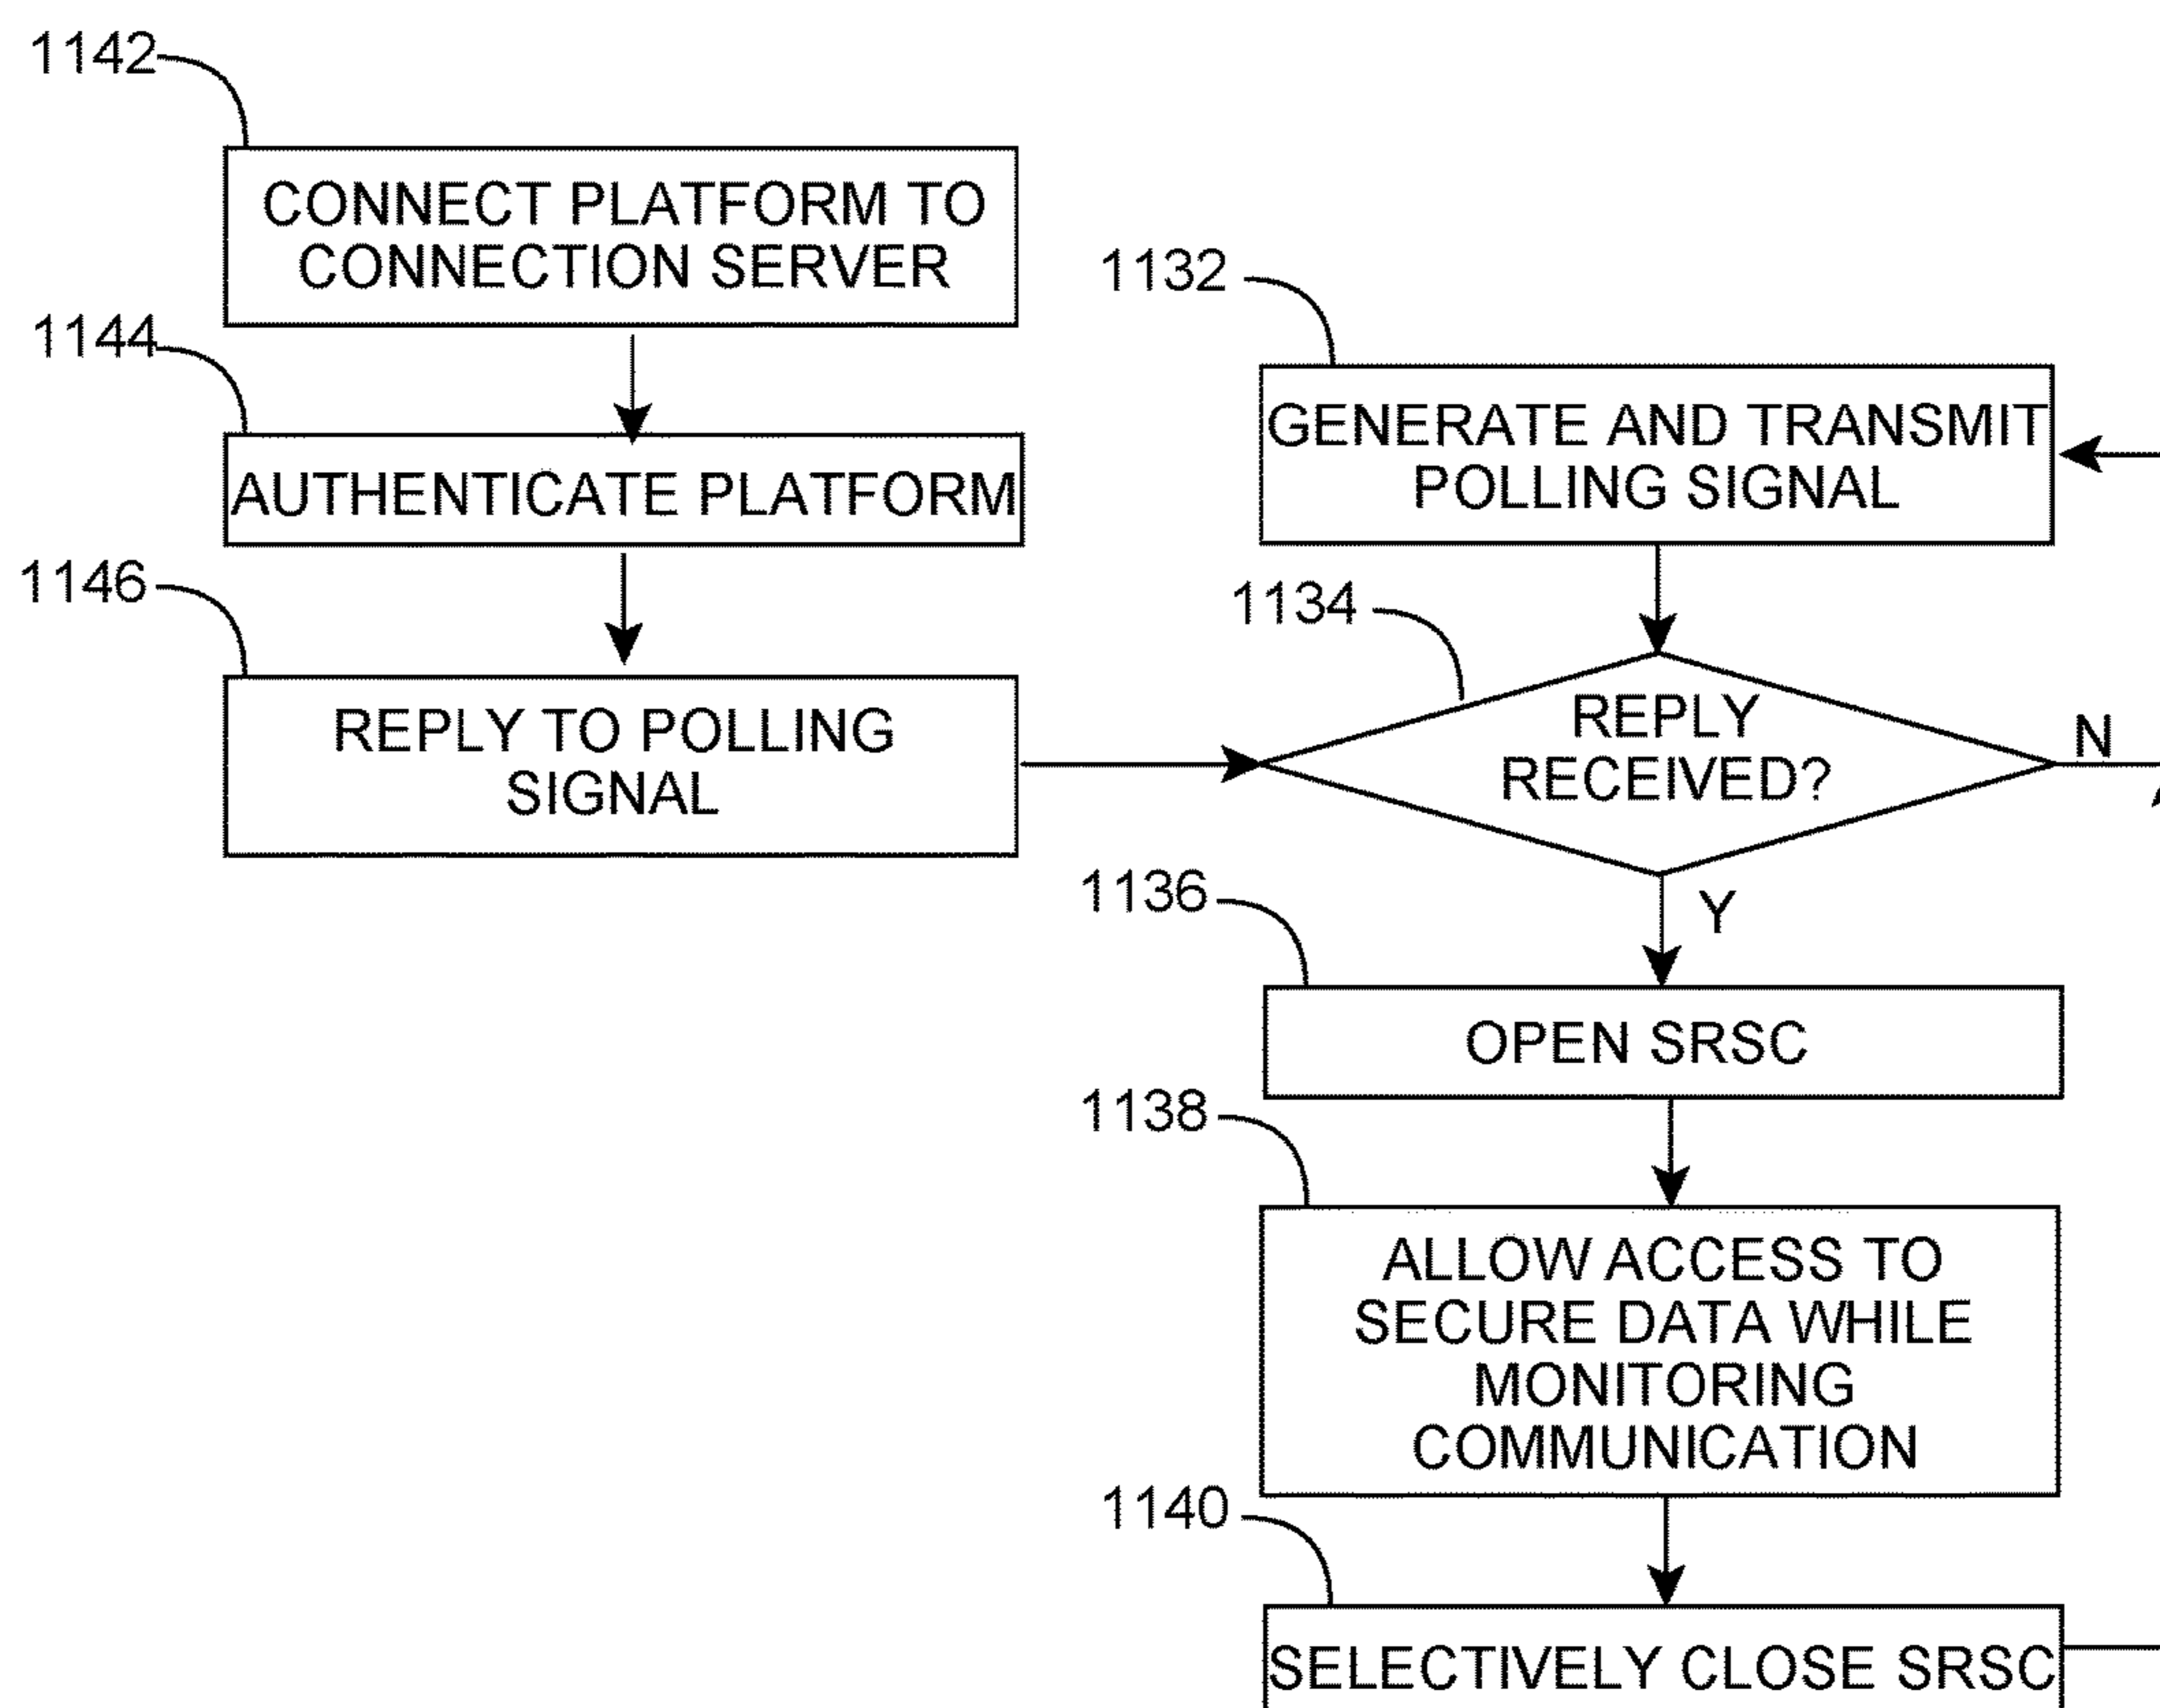 1142
CONNECT PLATFORM TO
CONNECTION SERVER
1144
AUTHENTICATE PLATFORM
1146
REPLY TO POLLING
SIGNAL
1132
GENERATE AND TRANSMIT
POLLING SIGNAL
1134
REPLY
RECEIVED?
N
Y
1136
OPEN SRSC
1138
ALLOW ACCESS TO
SECURE DATA WHILE
MONITORING
COMMUNICATION
1140
SELECTIVELY CLOSE SRSC